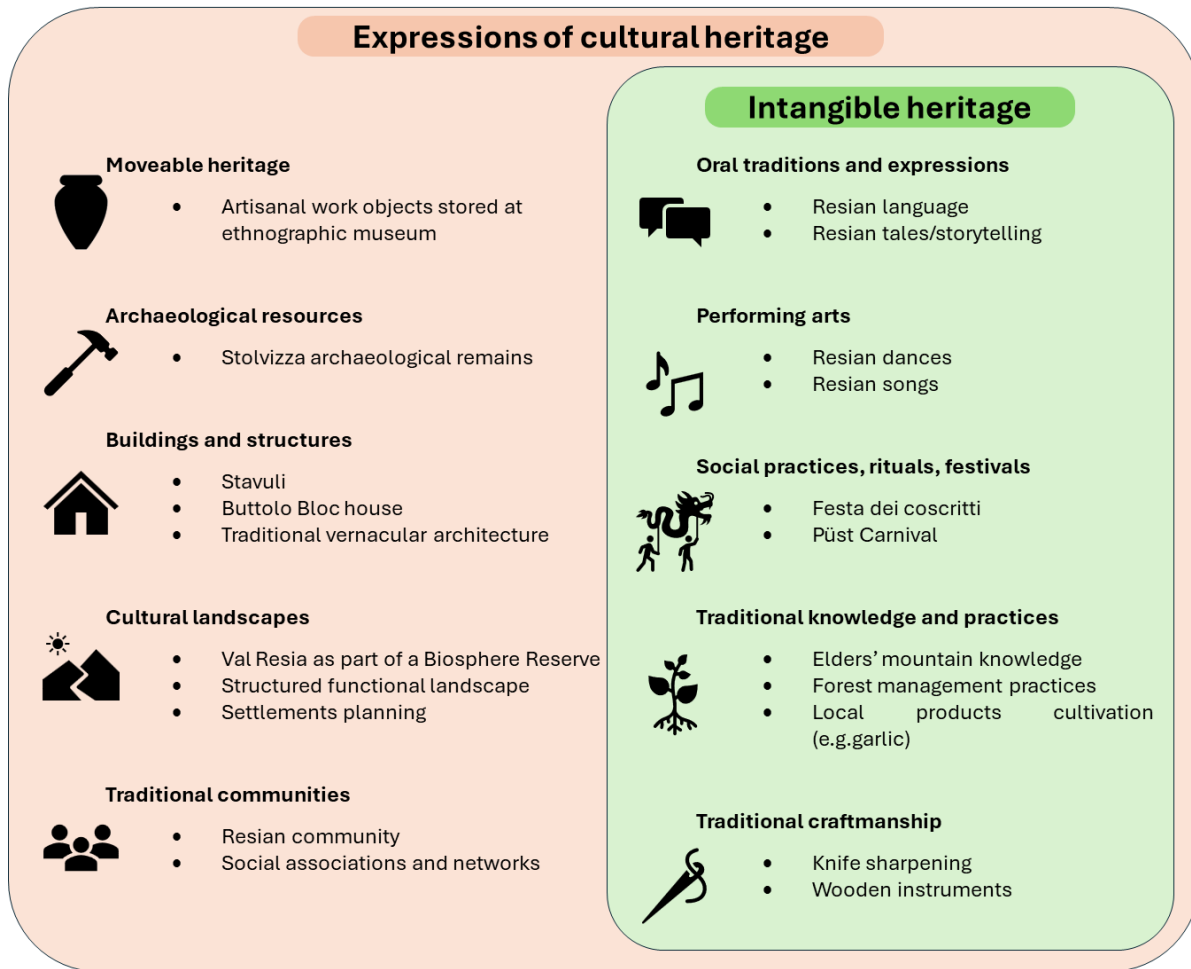 Expressions of cultural heritage
Moveable heritage
• Artisanal work objects stored at
ethnographic museum
Archaeological resources
• Stolvizza archaeological remains
Buildings and structures
• Stavuli
• Buttolo Bloc house
• Traditional vernacular architecture
Cultural landscapes
• Val Resia as part of a Biosphere Reserve
• Structured functional landscape
• Settlements planning
Traditional communities
• Resian community
• Social associations and networks
Intangible heritage
Oral traditions and expressions
• Resian language
• Resian tales/storytelling
Performing arts
• Resian dances
• Resian songs
Social practices, rituals, festivals
• Festa dei coscritti
• Püst Carnival
Traditional knowledge and practices
• Elders’ mountain knowledge
• Forest management practices
• Local products cultivation
(e.g.garlic)
Traditional craftmanship
• Knife sharpening
• Wooden instruments